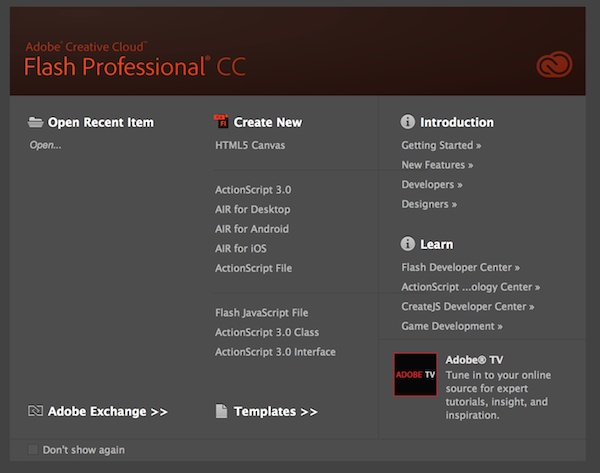 Adobe® Creative Cloud™
Flash Professional® CC
Open Recent Item
Open...
Adobe Exchange >>
Create New
HTML5 Canvas
ActionScript 3.0
AIR for Desktop
AIR for Android
AIR for iOS
ActionScript File
Flash JavaScript File
ActionScript 3.0 Class
ActionScript 3.0 Interface
Templates >>
Introduction
Getting Started »
New Features »
Developers »
Designers »
Learn
Flash Developer Center »
ActionScript ...ology Center »
CreateJS Developer Center »
Game Development »
ADOBE TV
Adobe® TV
Tune in to your online
source for expert
tutorials, insight, and
inspiration.
Don't show again